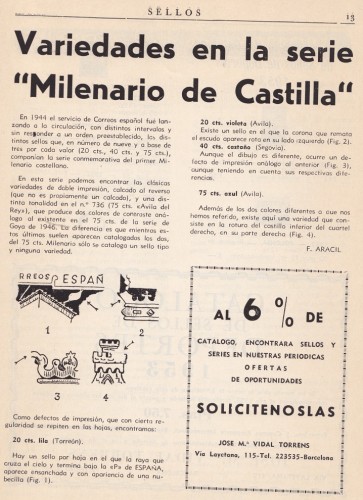 SELLOS
13
Variedades en la serie
"Milenario de Castilla"
En 1944 el servicio de Correos español fué lan-
zando a la circulación, con distintos intervalos y
sin responder a un orden preestablecido, los dis-
tintos sellos que, en número de nueve y a base de
tres por cada valor (20 cts., 40 cts. y 75 cts.),
componían la serie conmemorativa del primer Mi-
lenario castellano.
En esta serie podemos encontrar las clásicas
variedades de doble impresión, calcado al reverso
(que no es propiamente un calcado), y una dis-
tinta tonalidad en el n.º 736 (75 cts. «Avila del
Rey»), que produce dos colores de contraste aná-
logo al existente en el 75 cts. de la serie de
Goya de 1946. La diferencia es que mientras es-
tos últimos suelen aparecer catalogados los dos,
del 75 cts. Milenario sólo se cataloga un sello tipo
y ninguna variedad.
RREOS ESPAÑ
1
2
3
4
Como defectos de impresión, que con cierta re-
gularidad se repiten en las hojas, encontramos:
20 cts. lila (Torreón).
Hay un sello por hoja en el que la raya que
cruza el cielo y termina bajo la «P» de ESPAÑA,
aparece ensanchada y con apariencia de una nu-
becilla (Fig. 1).
20 cts. violeta (Avila).
Existe un sello en el que la corona que remata
el escudo aparece rota en su lado izquierdo (Fig. 2).
40 cts. castaño (Segovia).
Aunque el dibujo es diferente, ocurre un de-
fecto de impresión análogo al anterior (Fig. 3),
aunque teniendo en cuenta sus respectivas dife-
rencias.
75 cts. azul (Avila).
Además de los dos colores diferentes a que nos
hemos referido, existe aquí una variedad que con-
siste en la rotura del castillo inferior del cuartel
derecho, en su parte derecha (Fig. 4).
F. ARACIL
AL 6 % DE
CATALOGO, ENCONTRARA SELLOS Y
SERIES EN NUESTRAS PERIODICAS
OFERTAS
DE OPORTUNIDADES
SOLICITENOSLAS
JOSE M.ª VIDAL TORRENS
Vía Layetana, 115-Tel. 223535-Barcelona